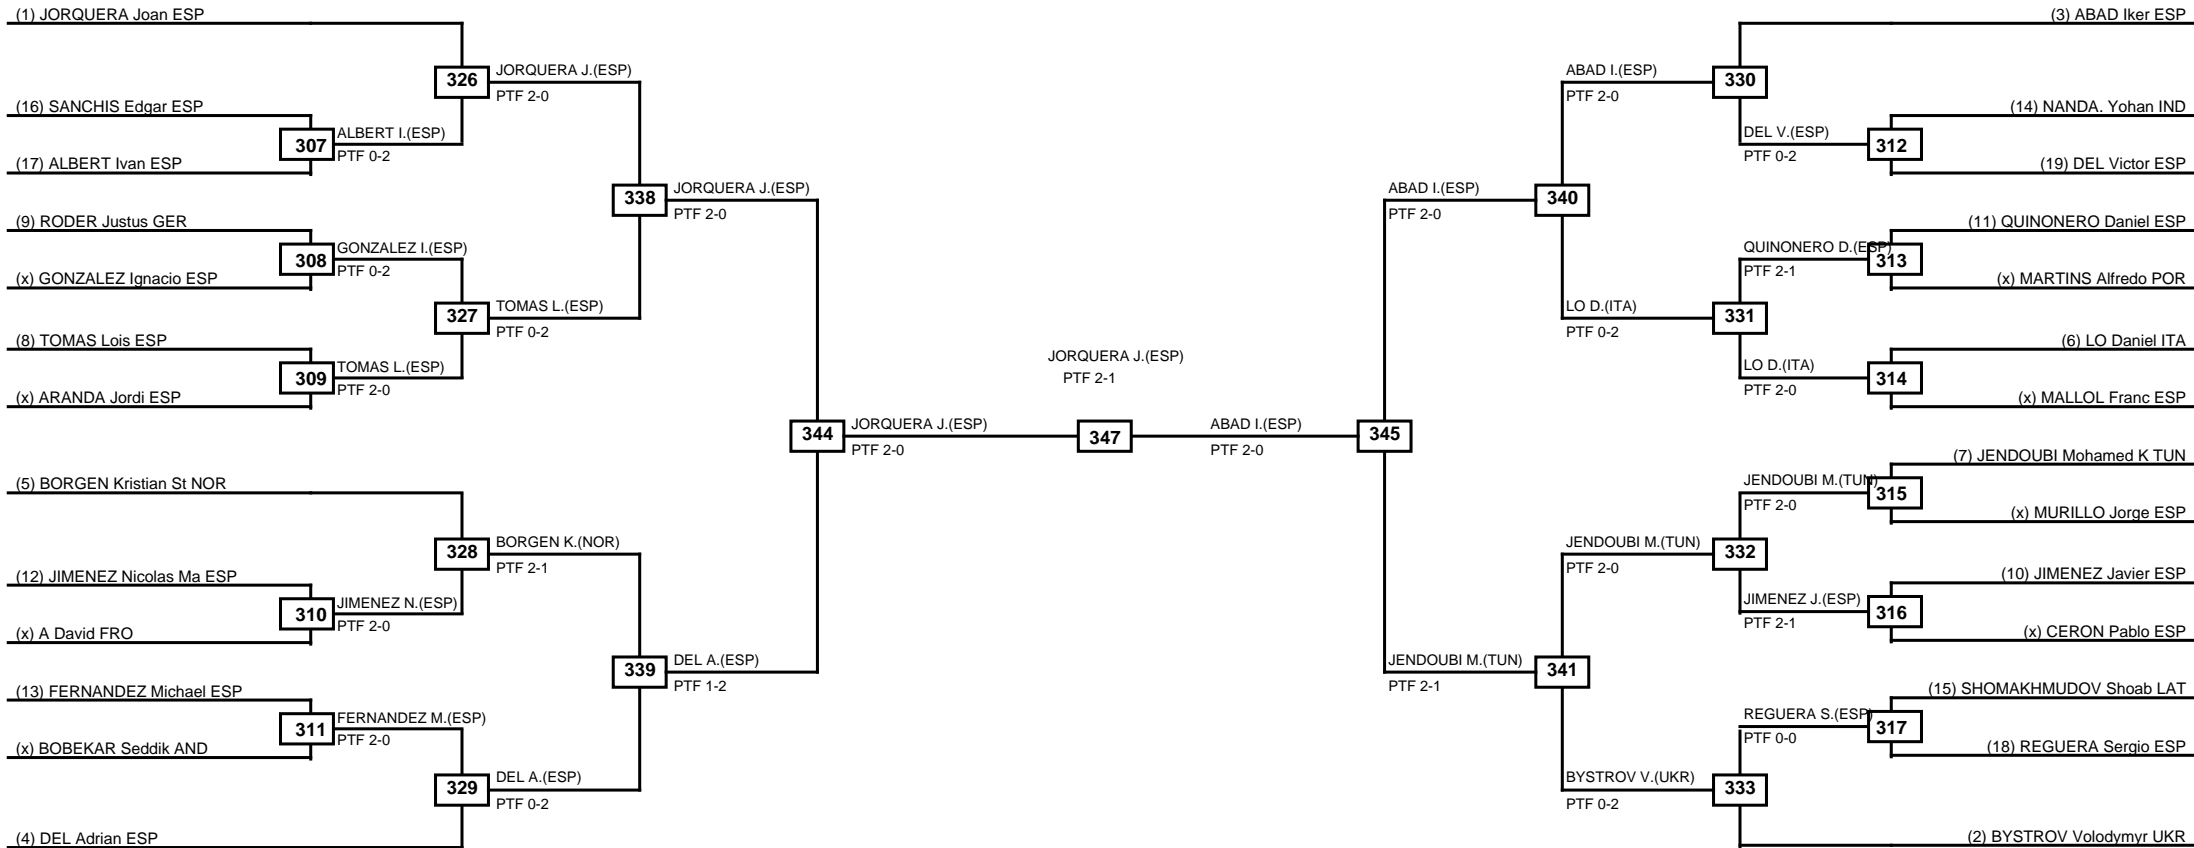 (1) JORQUERA Joan ESP
(16) SANCHIS Edgar ESP
(17) ALBERT Ivan ESP
(9) RODER Justus GER
(x) GONZALEZ Ignacio ESP
(8) TOMAS Lois ESP
(x) ARANDA Jordi ESP
(5) BORGEN Kristian St NOR
(12) JIMENEZ Nicolas Ma ESP
(x) A David FRO
(13) FERNANDEZ Michael ESP
(x) BOBEKAR Seddik AND
(4) DEL Adrian ESP
307
ALBERT I.(ESP)
PTF 0-2
308
GONZALEZ I.(ESP)
PTF 0-2
309
TOMAS L.(ESP)
PTF 2-0
310
JIMENEZ N.(ESP)
PTF 2-0
311
FERNANDEZ M.(ESP)
PTF 2-0
326
JORQUERA J.(ESP)
PTF 2-0
327
TOMAS L.(ESP)
PTF 0-2
328
BORGEN K.(NOR)
PTF 2-1
329
DEL A.(ESP)
PTF 0-2
338
JORQUERA J.(ESP)
PTF 2-0
339
DEL A.(ESP)
PTF 1-2
344
JORQUERA J.(ESP)
PTF 2-0
JORQUERA J.(ESP)
PTF 2-1
347
ABAD I.(ESP)
PTF 2-0
345
ABAD I.(ESP)
PTF 2-0
340
JENDOUBI M.(TUN)
PTF 2-1
341
ABAD I.(ESP)
PTF 2-0
330
LO D.(ITA)
PTF 0-2
331
JENDOUBI M.(TUN)
PTF 2-0
332
BYSTROV V.(UKR)
PTF 0-2
333
DEL V.(ESP)
PTF 0-2
312
QUINONERO D.(ESP)
PTF 2-1
313
LO D.(ITA)
PTF 2-0
314
JENDOUBI M.(TUN)
PTF 2-0
315
JIMENEZ J.(ESP)
PTF 2-1
316
REGUERA S.(ESP)
PTF 0-0
317
(3) ABAD Iker ESP
(14) NANDA. Yohan IND
(19) DEL Victor ESP
(11) QUINONERO Daniel ESP
(x) MARTINS Alfredo POR
(6) LO Daniel ITA
(x) MALLOL Franc ESP
(7) JENDOUBI Mohamed K TUN
(x) MURILLO Jorge ESP
(10) JIMENEZ Javier ESP
(x) CERON Pablo ESP
(15) SHOMAKHMUDOV Shoab LAT
(18) REGUERA Sergio ESP
(2) BYSTROV Volodymyr UKR